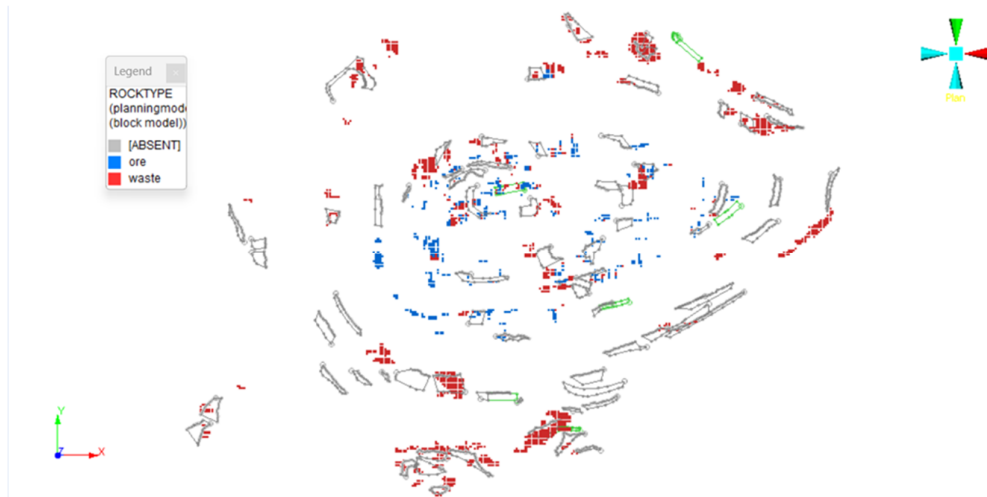 Legend
x
ROCKTYPE
(planningmode
(block model))
[ABSENT]
ore
waste
Plan
Y
Z
X